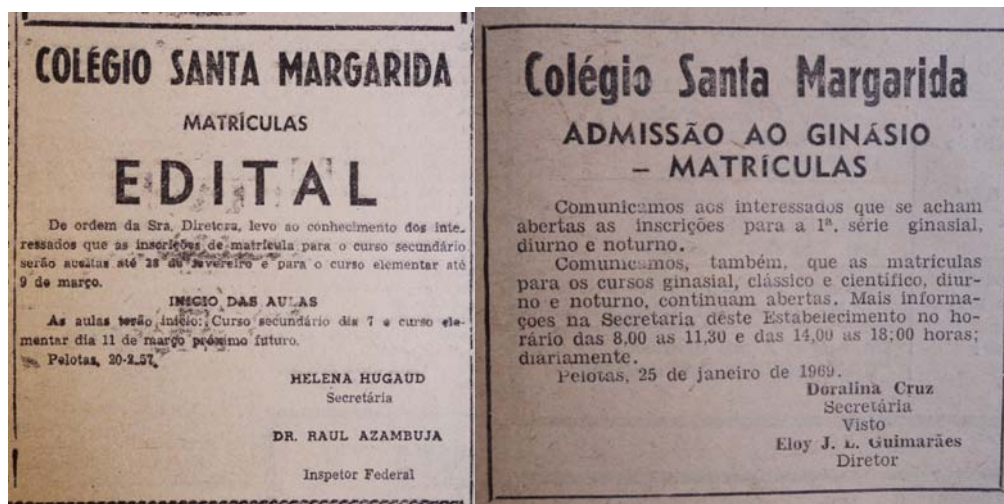 COLÉGIO SANTA MARGARIDA
MATRÍCULAS
EDITAL
De ordem da Sra. Diretora, levo ao conhecimento dos inte-
ressados que as inscrições de matrícula para o curso secundário
serão aceitas até 28 de fevereiro e para o curso elementar até
9 de março.
INICIO DAS AULAS
As aulas terão início: Curso secundário dia 7 e curso ele-
mentar dia 11 de março próximo futuro.
Pelotas, 20-2-57.
HELENA HUGAUD
Secretária
DR. RAUL AZAMBUJA
Inspetor Federal
Colégio Santa Margarida
ADMISSÃO AO GINÁSIO
– MATRÍCULAS
Comunicamos aos interessados que se acham
abertas as inscrições para a 1ª. série ginasial,
diurno e noturno.
Comunicamos, também, que as matrículas
para os cursos ginasial, clássico e científico, diur-
no e noturno, continuam abertas. Mais informa-
çoes na Secretaria dêste Estabelecimento no ho-
rário das 8,00 as 11,30 e das 14,00 as 18:00 horas;
diàriamente.
Pelotas, 25 de janeiro de 1969.
Doralina Cruz
Secretária
Visto
Eloy J. L. Guimarães
Diretor